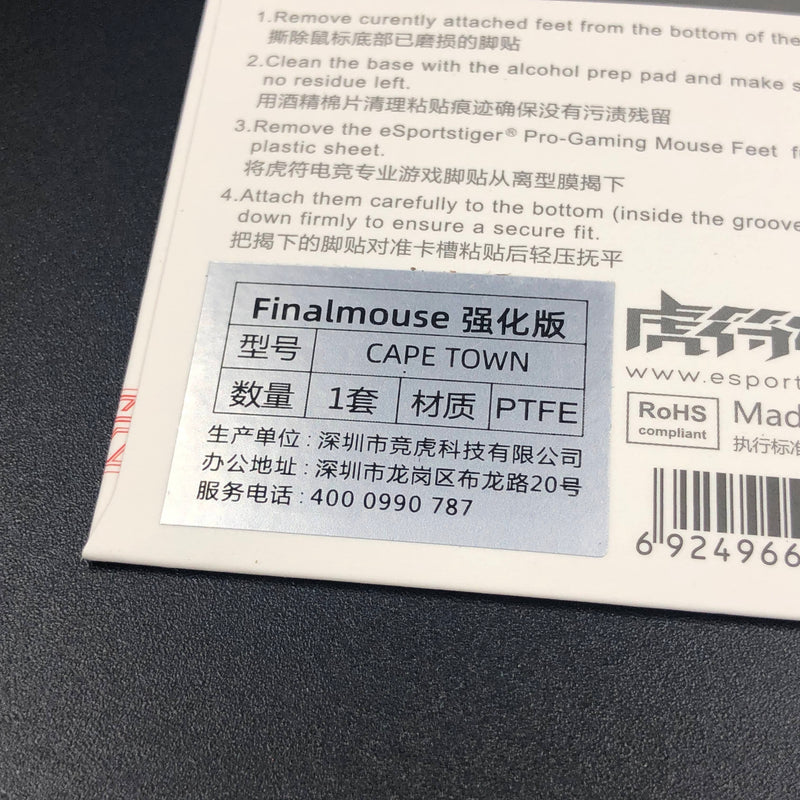 1.Remove curently attached feet from the bottom of the
撕除鼠标底部已磨损的脚贴
2.Clean the base with the alcohol prep pad and make s
no residue left.
用酒精棉片清理粘贴痕迹确保没有污渍残留
3.Remove the eSportstiger® Pro-Gaming Mouse Feet f
plastic sheet.
将虎符电竞专业游戏脚贴从离型膜揭下
4.Attach them carefully to the bottom (inside the groove
down firmly to ensure a secure fit.
把揭下的脚贴对准卡槽粘贴后轻压抚平
Finalmouse 强化版
型号 CAPE TOWN
数量 1套 材质 PTFE
生产单位：深圳市竞虎科技有限公司
办公地址：深圳市龙岗区布龙路20号
服务电话：400 0990 787
虎符
www.esport
RoHS
compliant
Mad
执行标准
6 924966